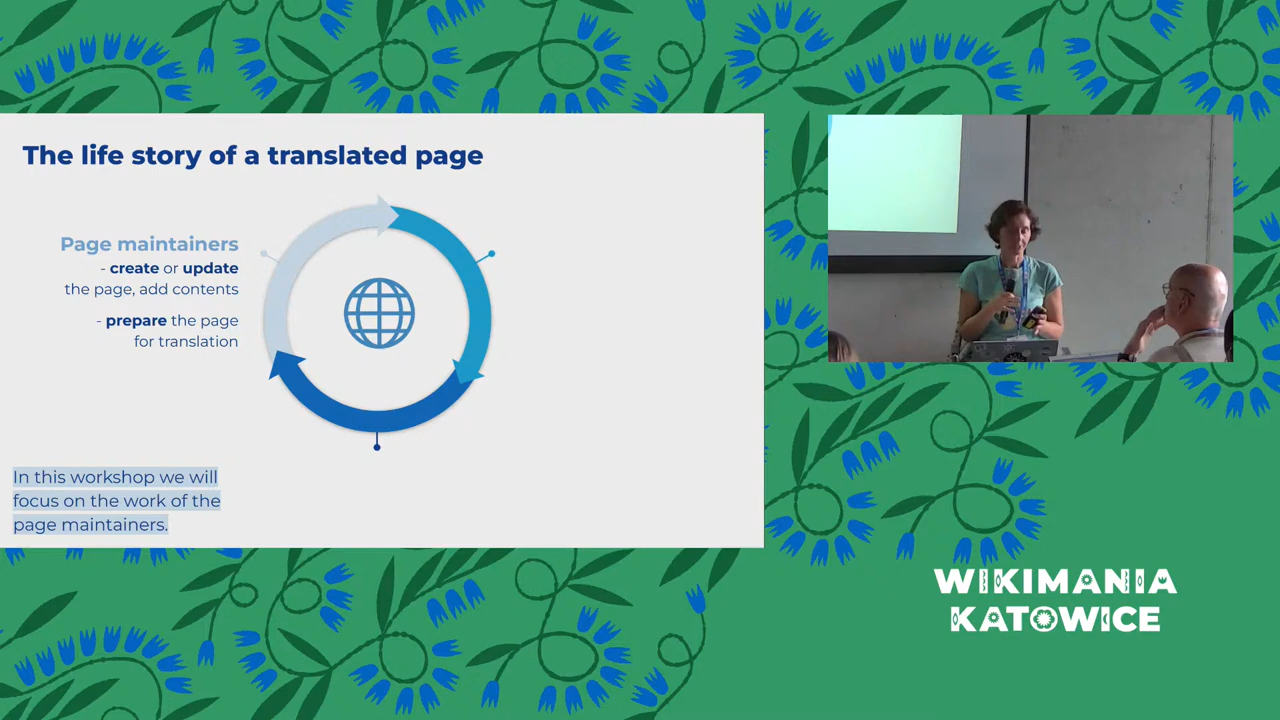 The life story of a translated page
Page maintainers
- create or update
the page, add contents
- prepare the page
for translation
In this workshop we will
focus on the work of the
page maintainers.
WIKIMANIA
KATOWICE